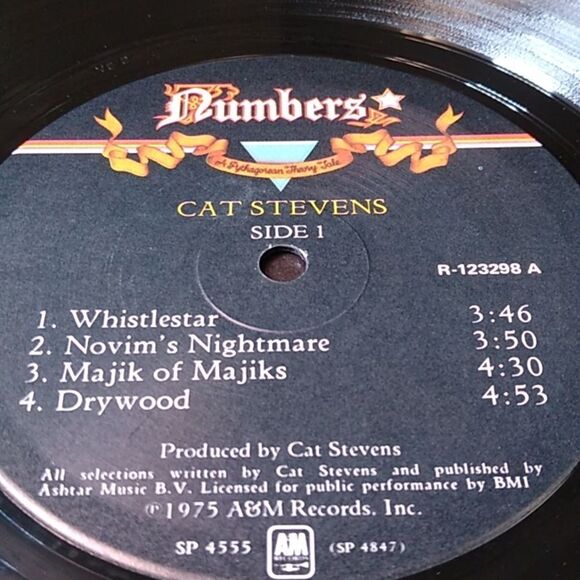 Numbers
A Pythagorean "Theory" Tale
CAT STEVENS
SIDE 1
R-123298 A
1. Whistlestar 3:46
2. Novim's Nightmare 3:50
3. Majik of Majiks 4:30
4. Drywood 4:53
Produced by Cat Stevens
All selections written by Cat Stevens and published by
Ashtar Music B.V. Licensed for public performance by BMI
℗1975 A&M Records. Inc.
SP 4555 A&M RECORDS (SP 4847)